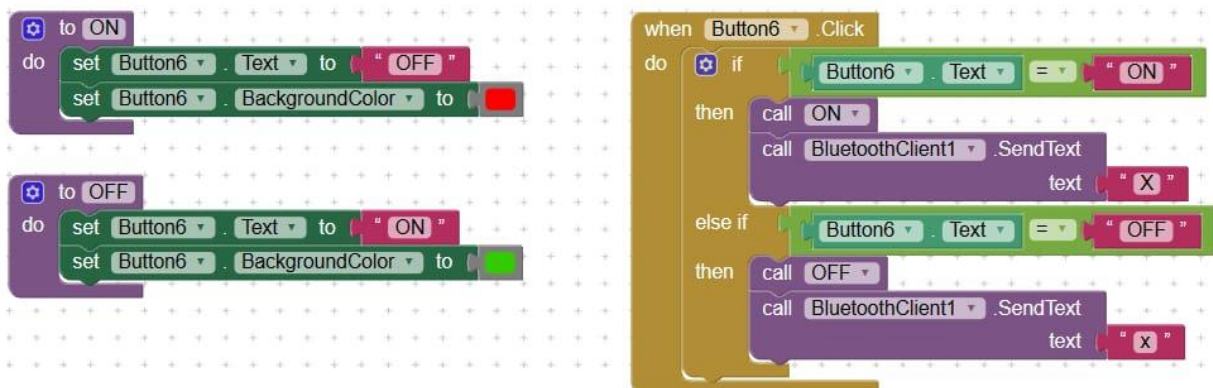 to ON
do set Button6 . Text to " OFF "
set Button6 . BackgroundColor to
to OFF
do set Button6 . Text to " ON "
set Button6 . BackgroundColor to
when Button6 .Click
do if Button6 . Text = " ON "
then call ON
call BluetoothClient1 .SendText
text " X "
else if Button6 . Text = " OFF "
then call OFF
call BluetoothClient1 .SendText
text " x "